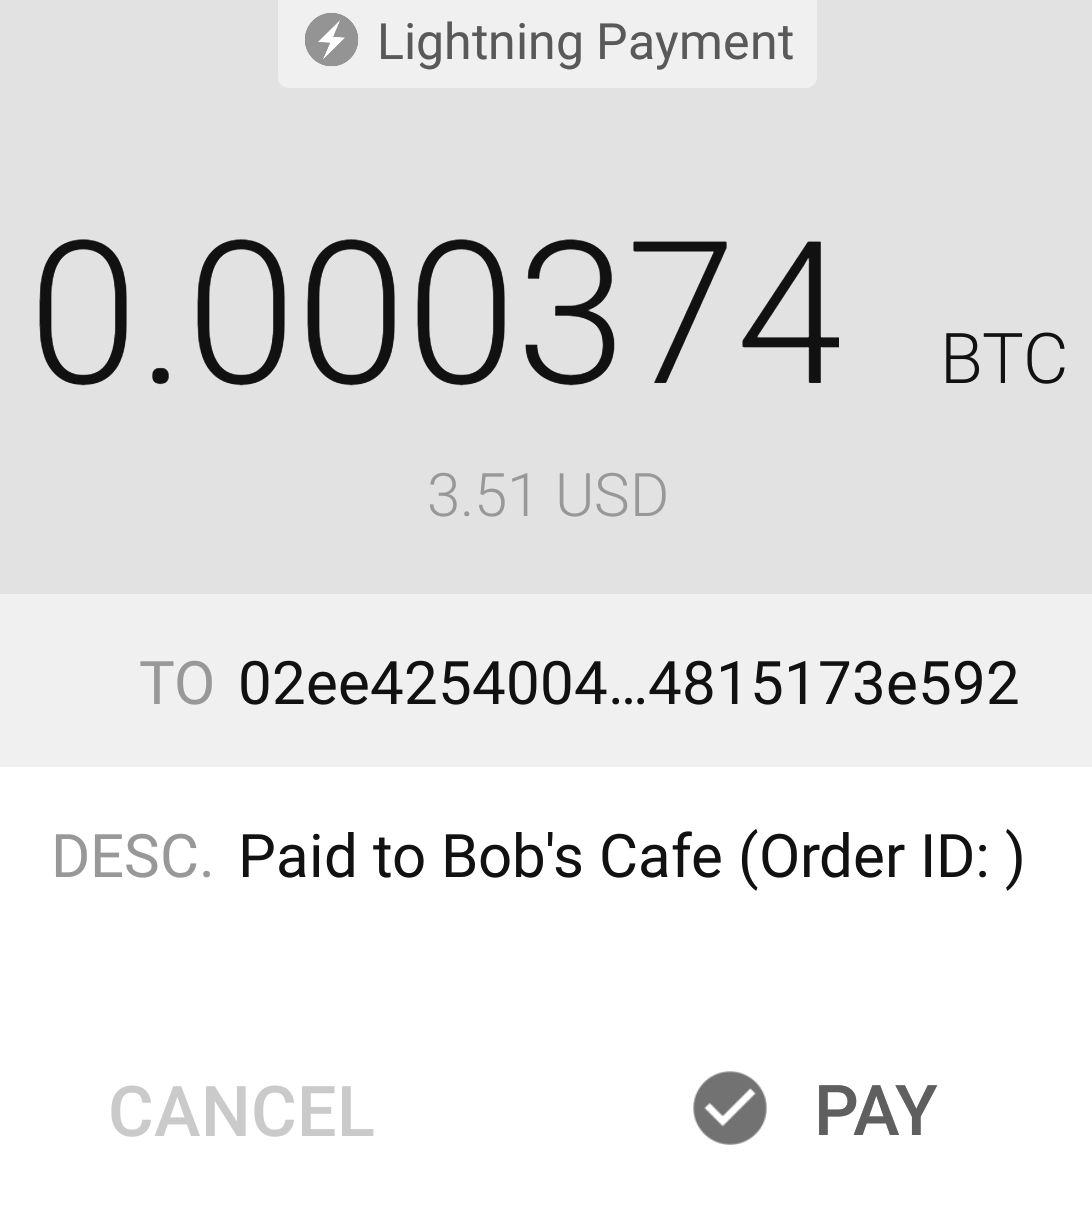 Lightning Payment
0.000374 BTC
3.51 USD
TO 02ee4254004...4815173e592
DESC. Paid to Bob's Cafe (Order ID: )
CANCEL PAY